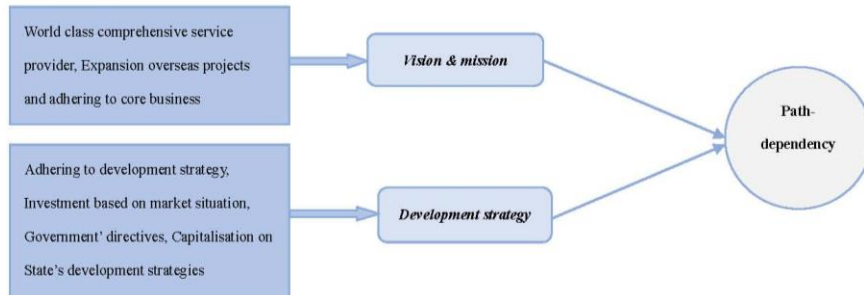 World class comprehensive service
provider, Expansion overseas projects
and adhering to core business
Vision & mission
Path-
dependency
Adhering to development strategy,
Investment based on market situation,
Government' directives, Capitalisation on
State's development strategies
Development strategy